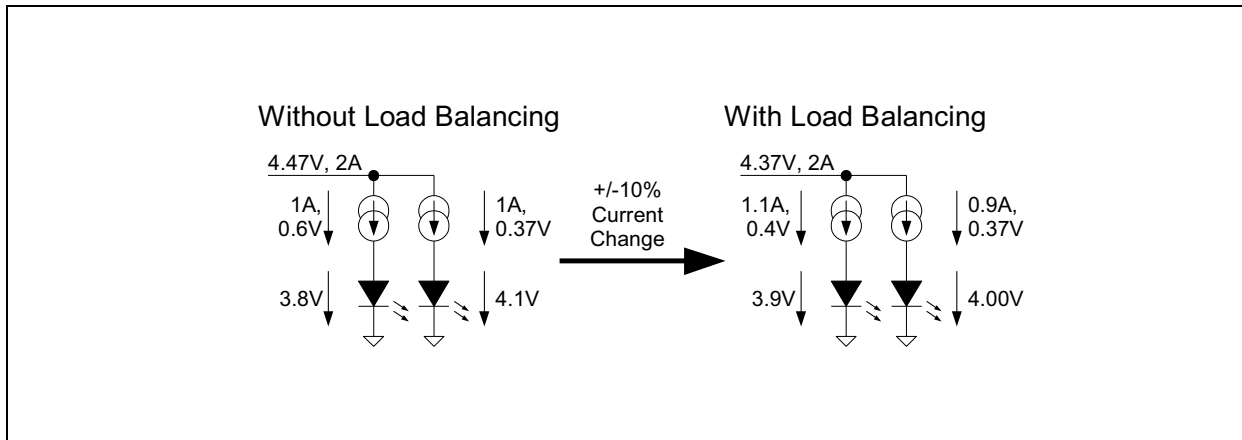 Without Load Balancing
4.47V, 2A
1A,
0.6V
1A,
0.37V
3.8V
4.1V
+/-10%
Current
Change
With Load Balancing
4.37V, 2A
1.1A,
0.4V
0.9A,
0.37V
3.9V
4.00V